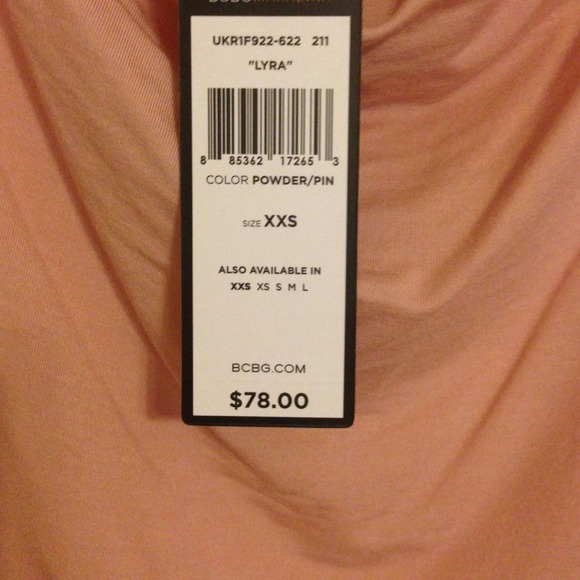 UKR1F922-622 211
"LYRA"
8 85362 17265 3
COLOR POWDER/PIN
SIZE XXS
ALSO AVAILABLE IN
XXS XS S M L
BCBG.COM
$78.00